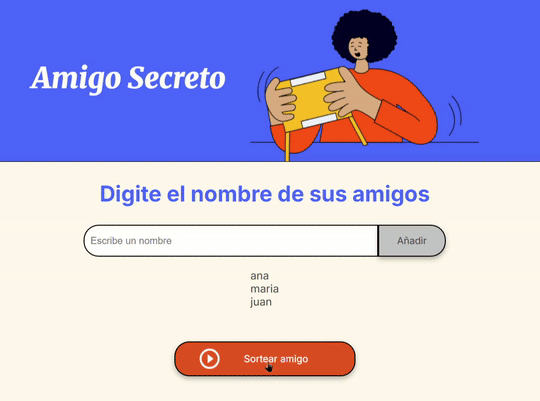 Amigo Secreto
Digite el nombre de sus amigos
Escribe un nombre
Añadir
ana
maria
juan
Sortear amigo